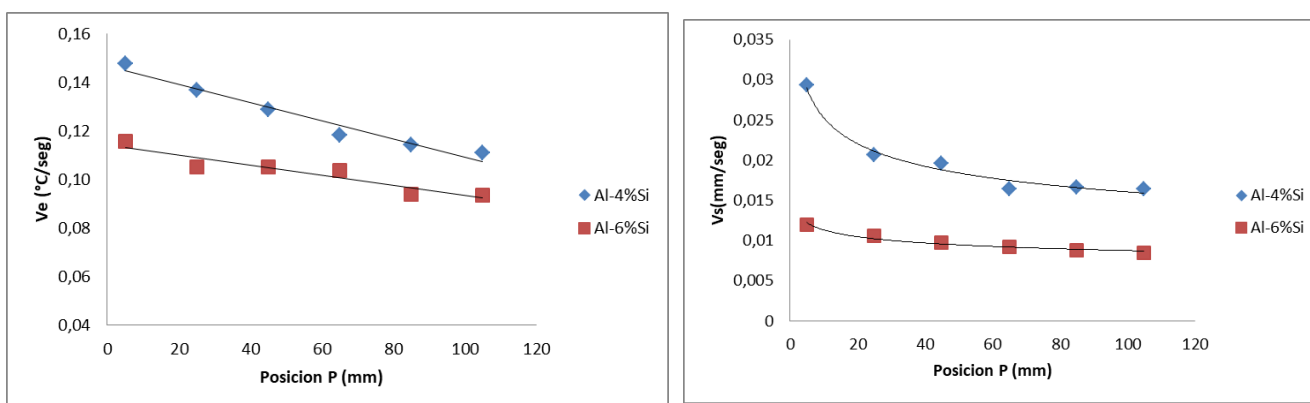 0,16
0,14
0,12
0,10
0,08
0,06
0,04
Ve (°C/seg)
0 20 40 60 80 100 120
Posicion P (mm)
Al-4%Si
Al-6%Si
0,035
0,03
0,025
0,02
0,015
0,01
0,005
0
Vs(mm/seg)
0 20 40 60 80 100 120
Posicion P (mm)
Al-4%Si
Al-6%Si